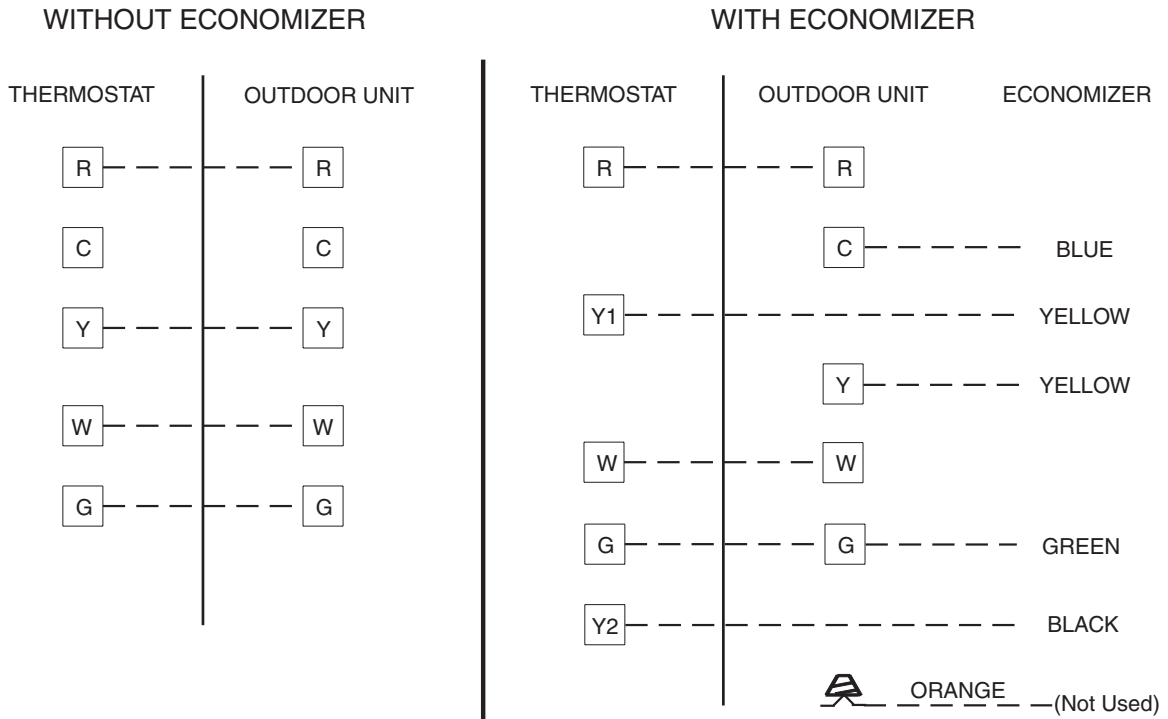 WITHOUT ECONOMIZER
THERMOSTAT OUTDOOR UNIT
R R
C C
Y Y
W W
G G
WITH ECONOMIZER
THERMOSTAT OUTDOOR UNIT ECONOMIZER
R R
C BLUE
Y1 YELLOW
Y YELLOW
W W
G G GREEN
Y2 BLACK
ORANGE (Not Used)